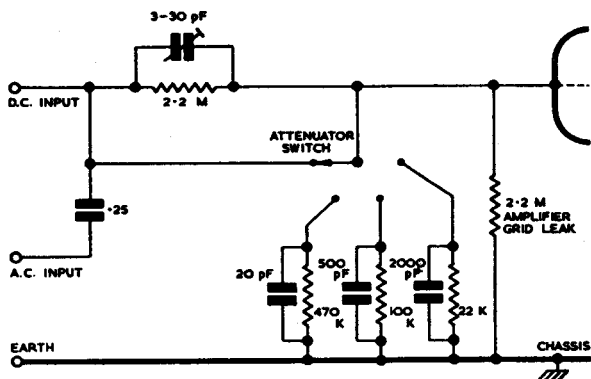 3-30 pF
2·2 M
D.C. INPUT
ATTENUATOR
SWITCH
·25
2·2 M
AMPLIFIER
GRID LEAK
A.C. INPUT
20 pF
500
pF
2000
pF
470
K
100
K
22 K
EARTH
CHASSIS